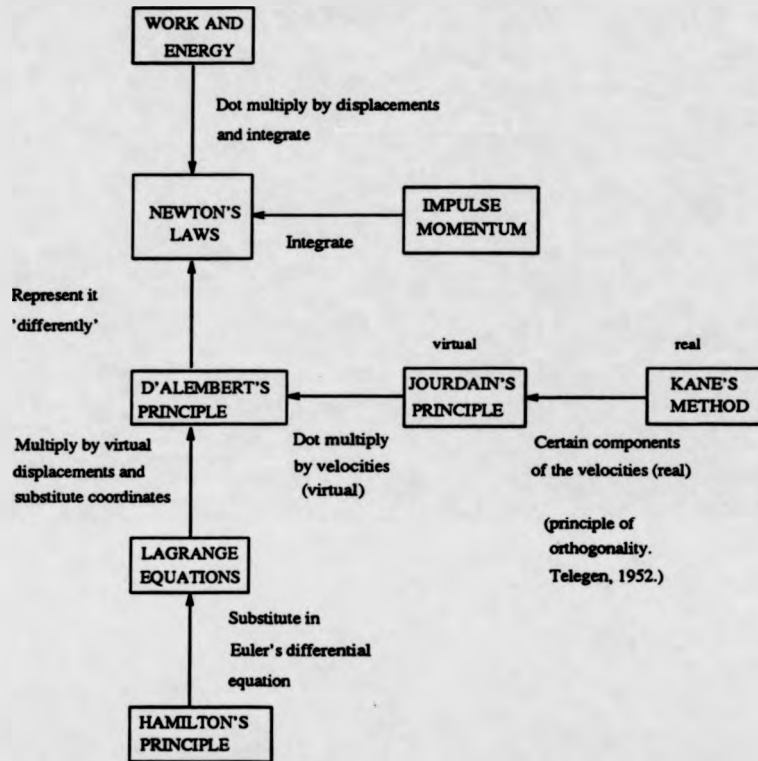 WORK AND
ENERGY
Dot multiply by displacements
and integrate
NEWTON'S
LAWS
IMPULSE
MOMENTUM
Integrate
Represent it
'differently'
virtual
real
D'ALEMBERT'S
PRINCIPLE
JOURDAIN'S
PRINCIPLE
KANE'S
METHOD
Multiply by virtual
displacements and
substitute coordinates
Dot multiply
by velocities
(virtual)
Certain components
of the velocities (real)
(principle of
orthogonality.
Telegen, 1952.)
LAGRANGE
EQUATIONS
Substitute in
Euler's differential
equation
HAMILTON'S
PRINCIPLE